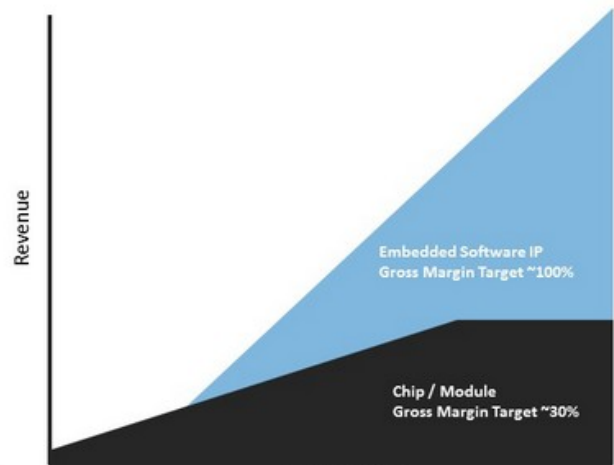 Revenue
Embedded Software IP
Gross Margin Target ~100%
Chip / Module
Gross Margin Target ~30%